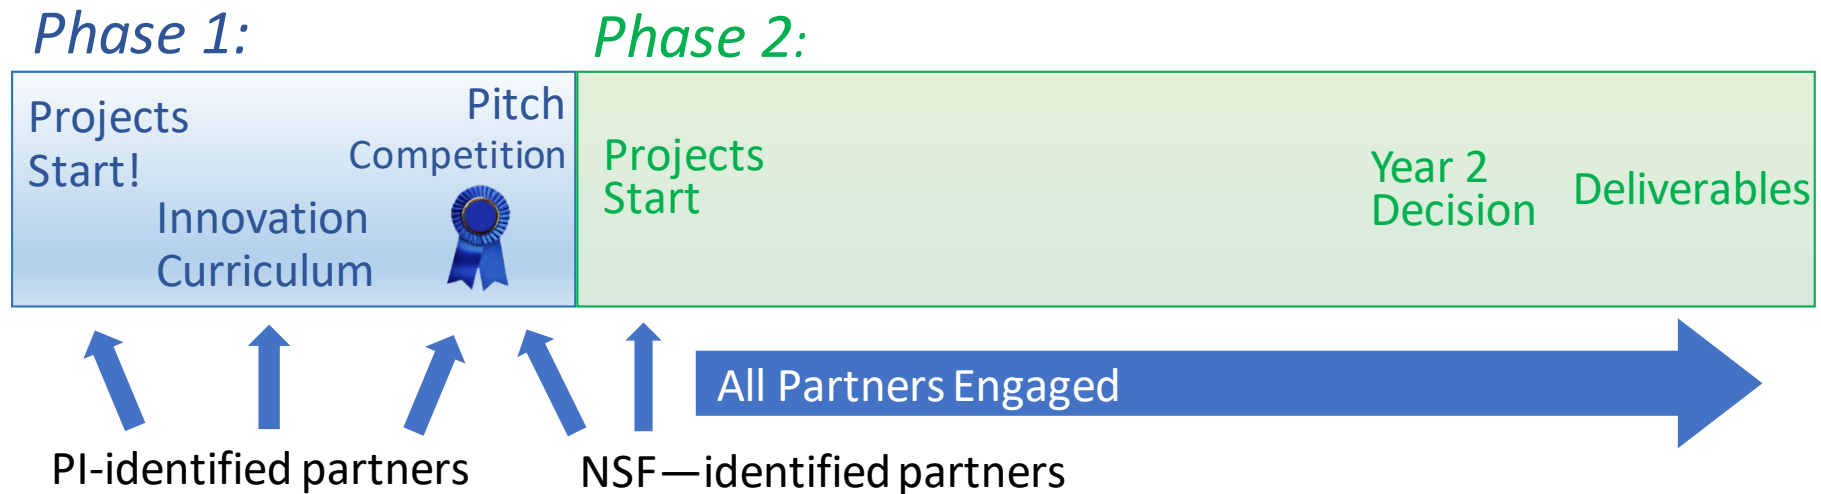 Phase 1:
Phase 2:
Projects
Start!
Innovation
Curriculum
Pitch
Competition
Projects
Start
Year 2
Decision
Deliverables
All Partners Engaged
PI-identified partners
NSF—identified partners